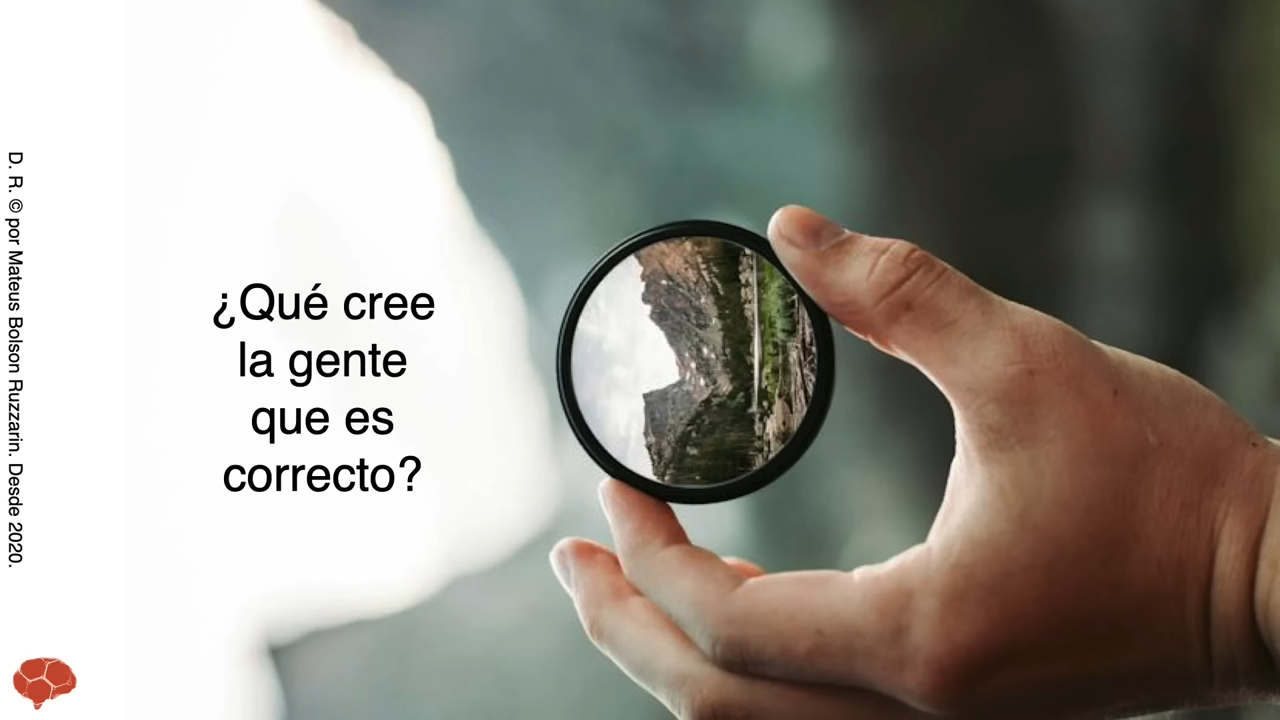 D. R. © por Mateus Bolson Ruzzarin. Desde 2020.
¿Qué cree
la gente
que es
correcto?